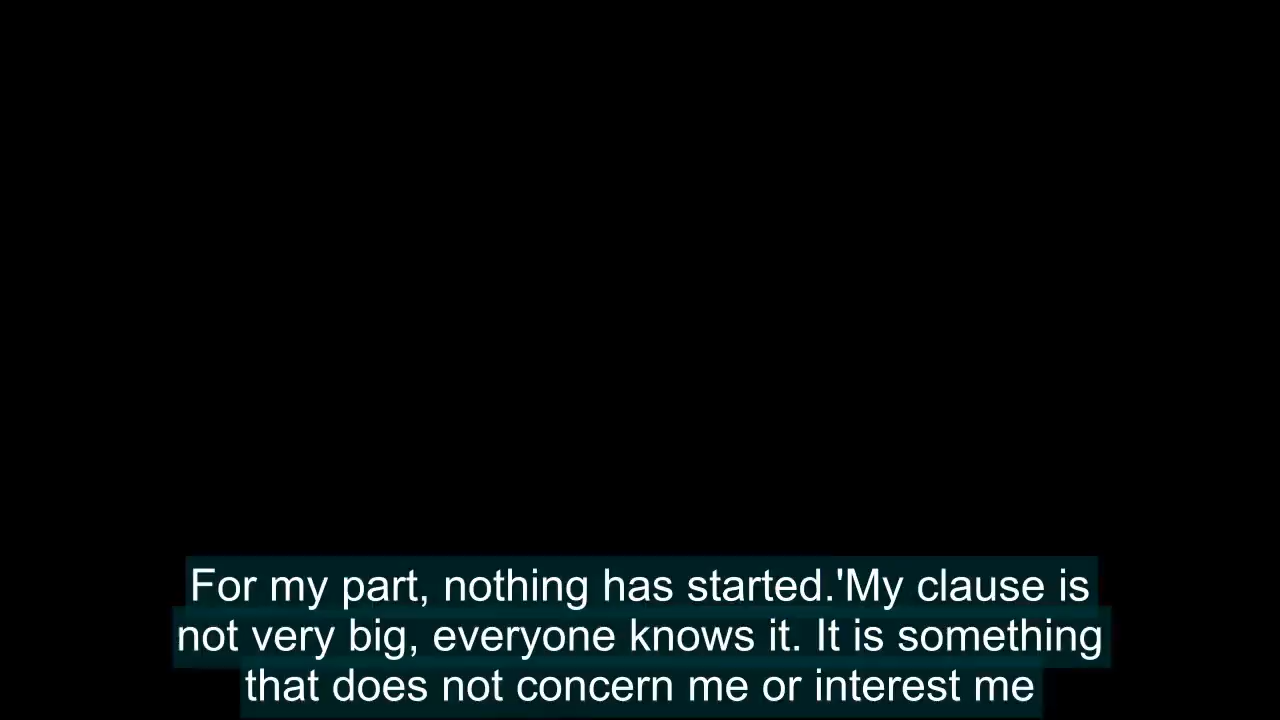 For my part, nothing has started.'My clause is
not very big, everyone knows it. It is something
that does not concern me or interest me